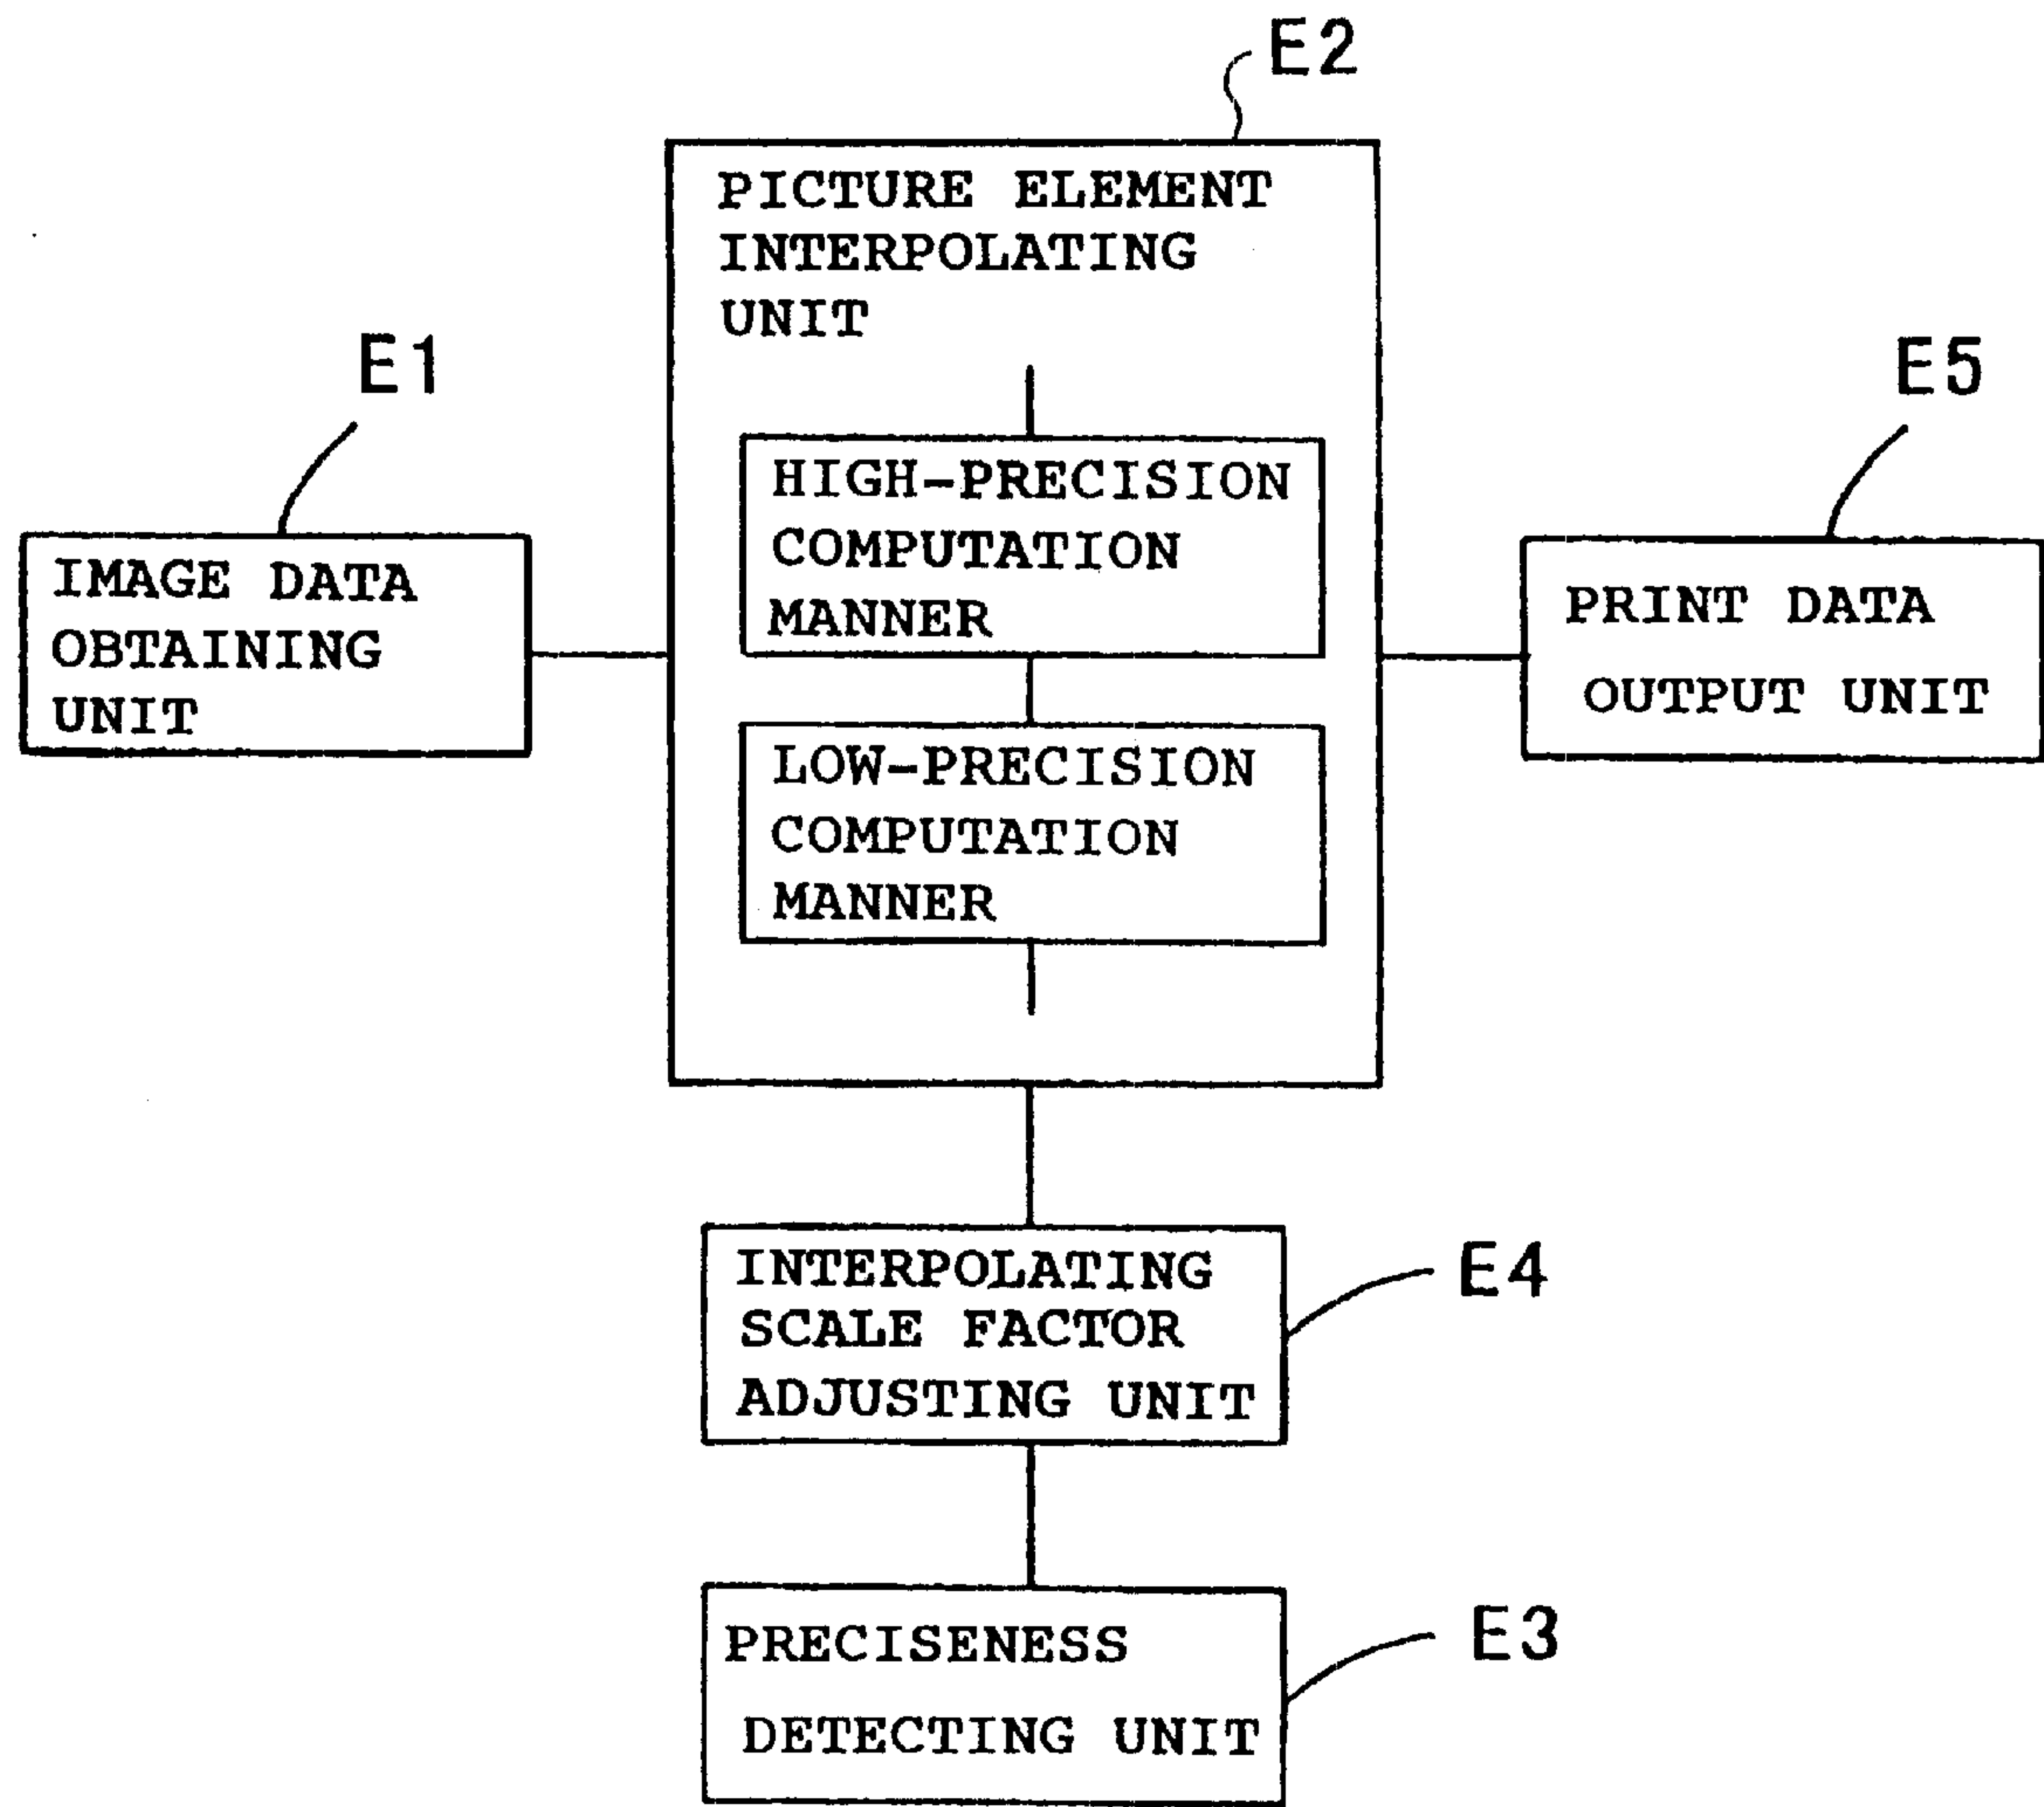 E2
PICTURE ELEMENT
INTERPOLATING
UNIT
E1
E5
HIGH-PRECISION
COMPUTATION
MANNER
IMAGE DATA
OBTAINING
UNIT
PRINT DATA
OUTPUT UNIT
LOW-PRECISION
COMPUTATION
MANNER
INTERPOLATING
SCALE FACTOR
ADJUSTING UNIT
E4
PRECISENESS
DETECTING UNIT
E3